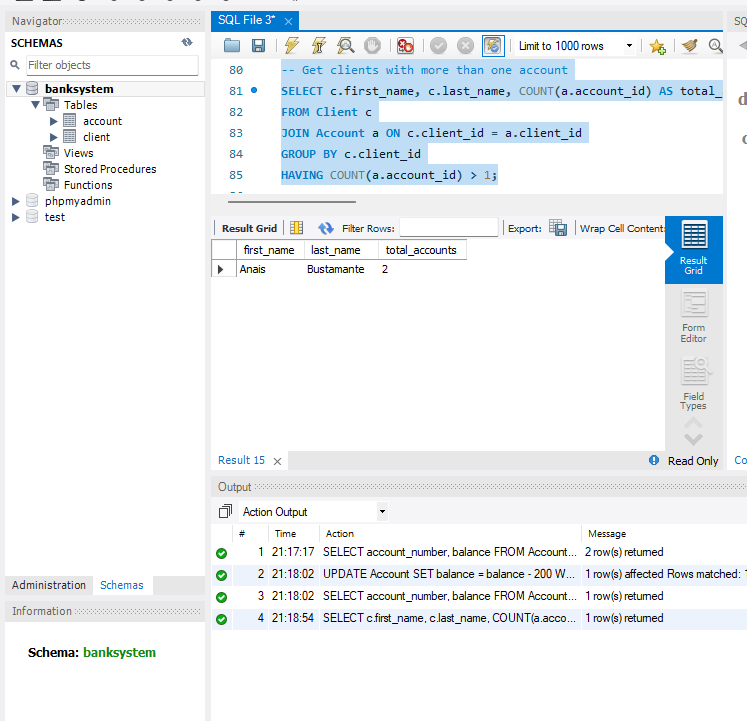 Navigator
SCHEMAS
Filter objects
banksystem
Tables
account
client
Views
Stored Procedures
Functions
phpmyadmin
test
Administration Schemas
Information
Schema: banksystem
SQL File 3* ×
Limit to 1000 rows
80 -- Get clients with more than one account
81 SELECT c.first_name, c.last_name, COUNT(a.account_id) AS total_
82 FROM Client c
83 JOIN Account a ON c.client_id = a.client_id
84 GROUP BY c.client_id
85 HAVING COUNT(a.account_id) > 1;
Result Grid Filter Rows: Export: Wrap Cell Content:
first_name last_name total_accounts
Anais Bustamante 2
Result Grid
Form Editor
Field Types
Result 15 ×
Read Only
Output
Action Output
# Time Action Message
1 21:17:17 SELECT account_number, balance FROM Account... 2 row(s) returned
2 21:18:02 UPDATE Account SET balance = balance - 200 W... 1 row(s) affected Rows matched: 1
3 21:18:02 SELECT account_number, balance FROM Account... 1 row(s) returned
4 21:18:54 SELECT c.first_name, c.last_name, COUNT(a.acco... 1 row(s) returned
SQ
Co